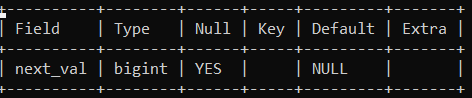 +----------+--------+------+-----+---------+-------+
| Field    | Type   | Null | Key | Default | Extra |
+----------+--------+------+-----+---------+-------+
| next_val | bigint | YES  |     | NULL    |       |
+----------+--------+------+-----+---------+-------+